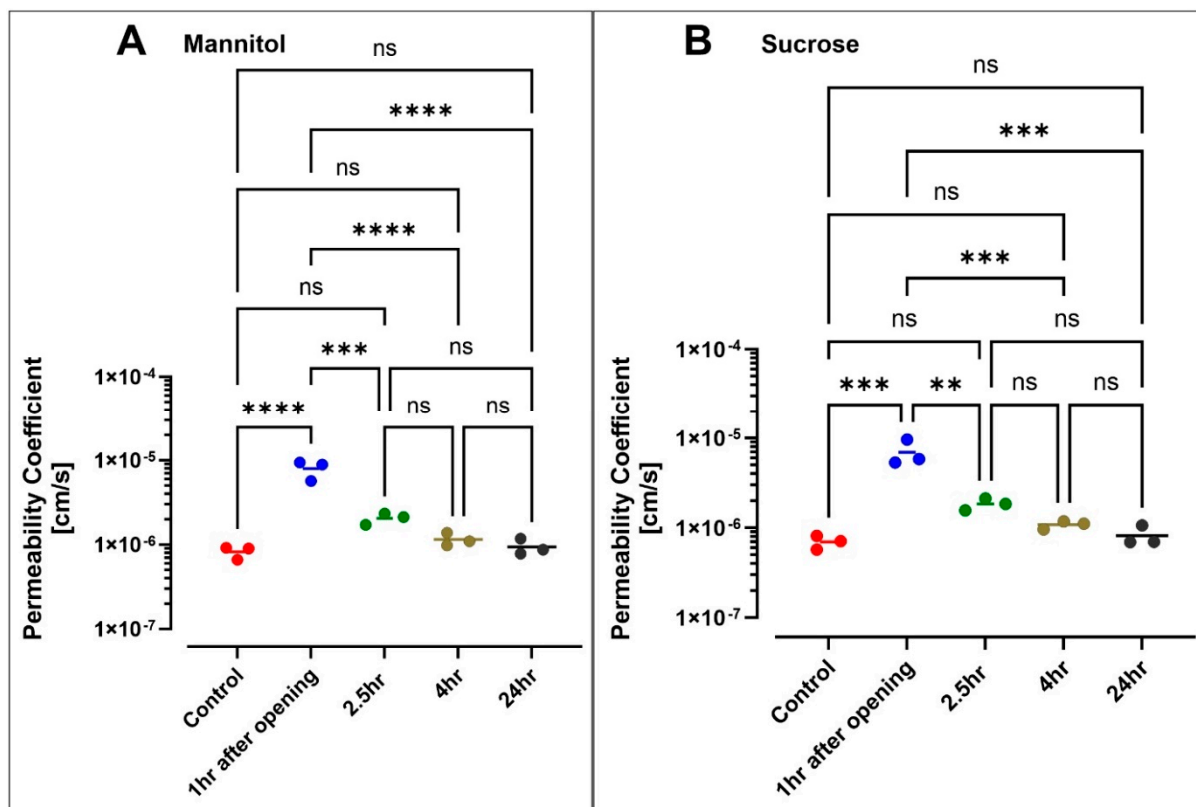 A Mannitol
ns
****
ns
****
ns
***
ns
****
ns
ns
Permeability Coefficient
[cm/s]
1×10⁻⁴
1×10⁻⁵
1×10⁻⁶
1×10⁻⁷
Control
1hr after opening
2.5hr
4hr
24hr
B Sucrose
ns
***
ns
***
ns
ns
***
**
ns
ns
Permeability Coefficient
[cm/s]
1×10⁻⁴
1×10⁻⁵
1×10⁻⁶
1×10⁻⁷
Control
1hr after opening
2.5hr
4hr
24hr